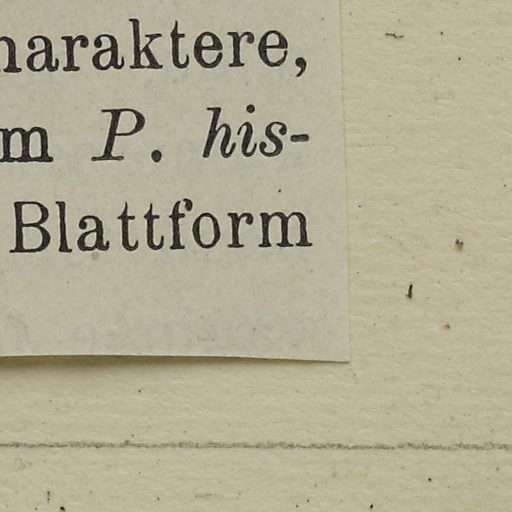 haraktere,
m P. his-
Blattform